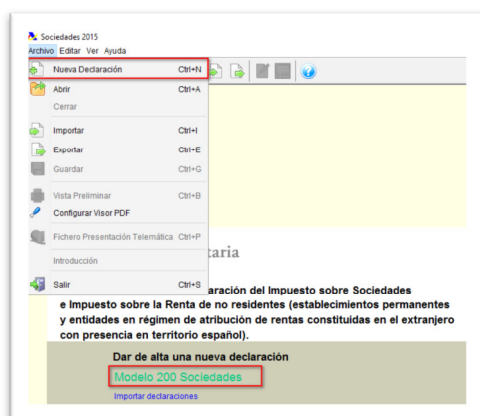 Sociedades 2015
Archivo Editar Ver Ayuda
Nueva Declaración Ctrl+N
Abrir Ctrl+A
Cerrar
Importar Ctrl+I
Exportar Ctrl+E
Guardar Ctrl+G
Vista Preliminar Ctrl+B
Configurar Visor PDF
Fichero Presentación Telemática Ctrl+P
taria
Introducción
Salir Ctrl+S
aración del Impuesto sobre Sociedades
e Impuesto sobre la Renta de no residentes (establecimientos permanentes
y entidades en régimen de atribución de rentas constituidas en el extranjero
con presencia en territorio español).
Dar de alta una nueva declaración
Modelo 200 Sociedades
Importar declaraciones